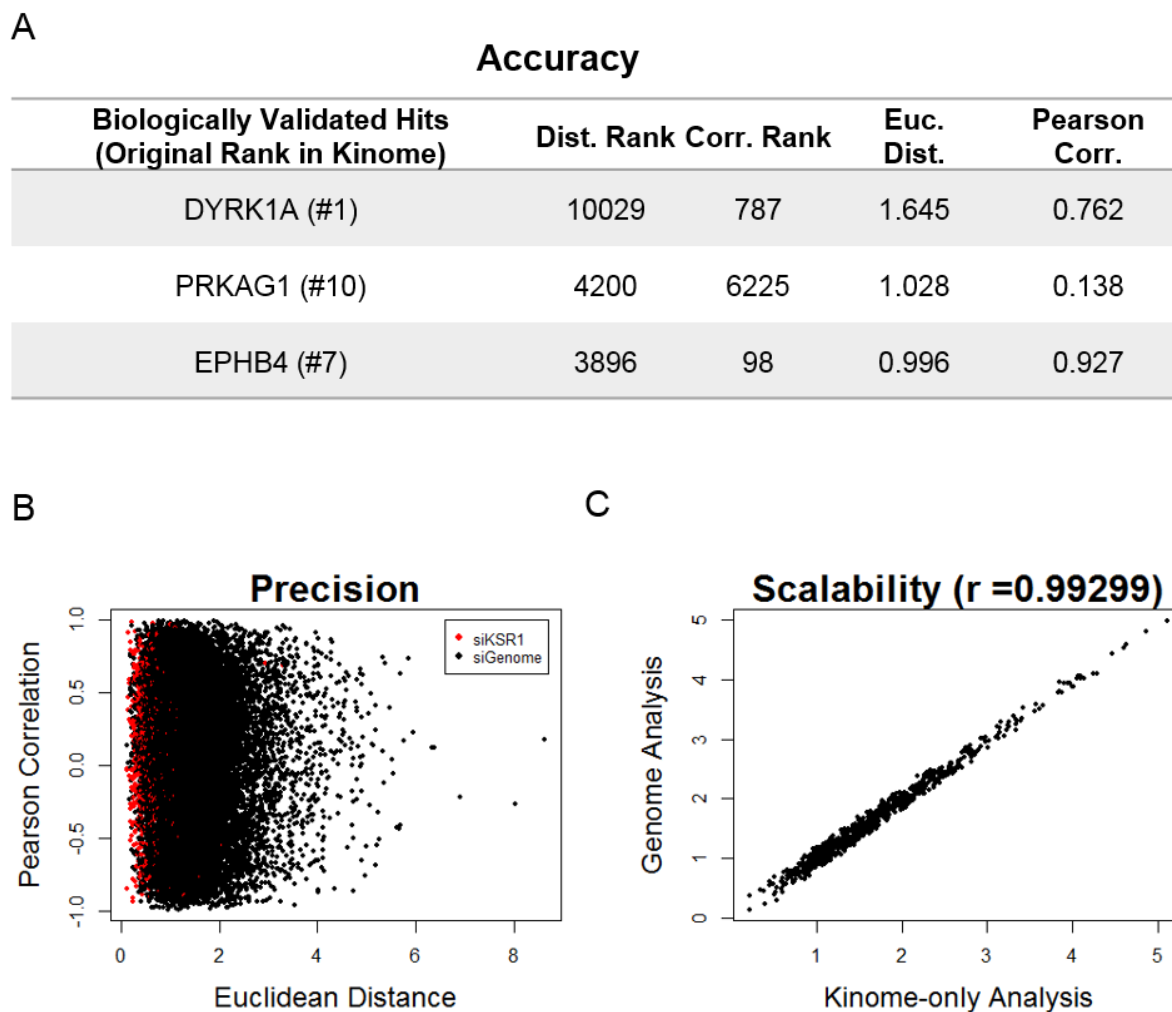 A
Accuracy
Biologically Validated Hits
(Original Rank in Kinome)
Dist. Rank Corr. Rank
Euc.
Dist.
Pearson
Corr.
DYRK1A (#1) 10029 787 1.645 0.762
PRKAG1 (#10) 4200 6225 1.028 0.138
EPHB4 (#7) 3896 98 0.996 0.927
B
Precision
Pearson Correlation
1.0
0.5
0.0
-0.5
-1.0
siKSR1
siGenome
0 2 4 6 8
Euclidean Distance
C
Scalability (r =0.99299)
Genome Analysis
5
4
3
2
1
0
1 2 3 4 5
Kinome-only Analysis